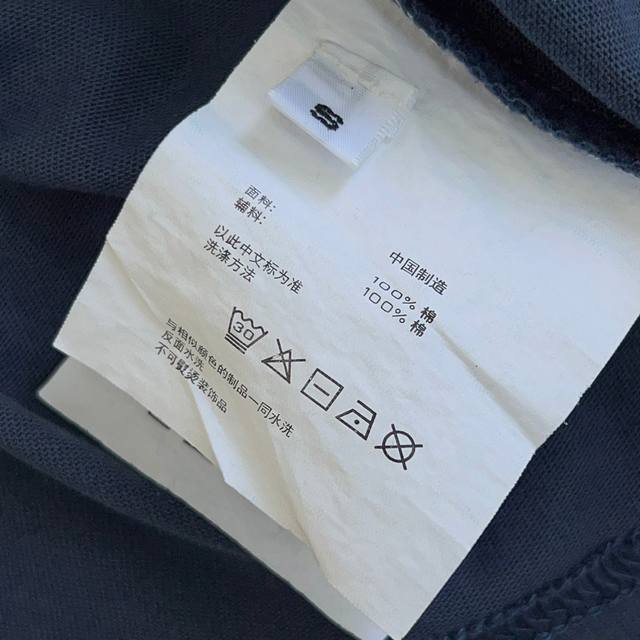 中国制造
面料: 100% 棉
辅料: 100% 棉
以此中文标为准
洗涤方法
30
与相似颜色的制品一同水洗
反面水洗
不可熨烫装饰品